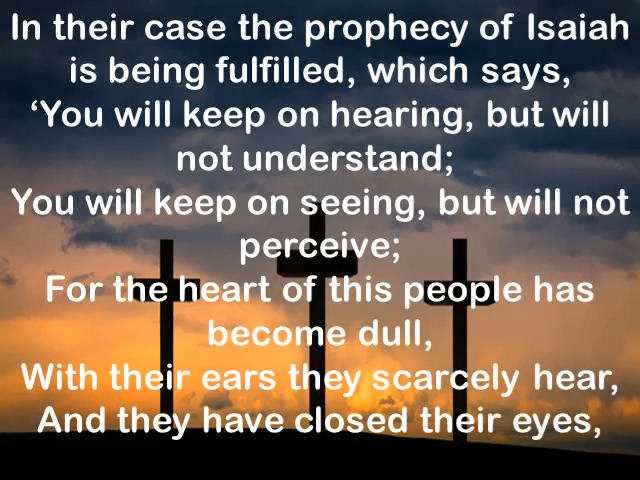 In their case the prophecy of Isaiah
is being fulfilled, which says,
‘You will keep on hearing, but will
not understand;
You will keep on seeing, but will not
perceive;
For the heart of this people has
become dull,
With their ears they scarcely hear,
And they have closed their eyes,